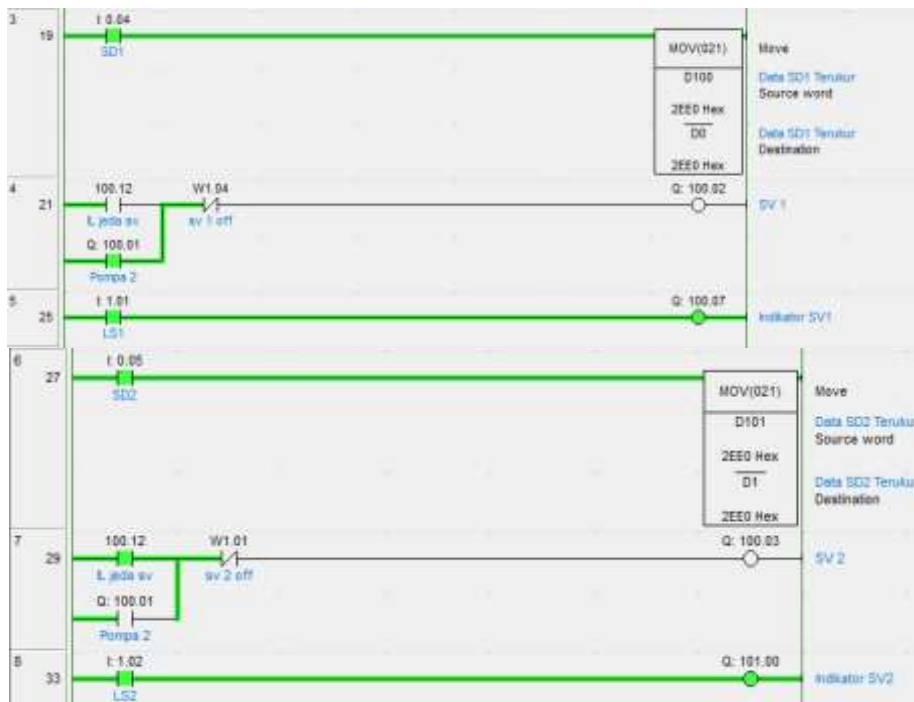 3
I: 0.04
19
SD1
MOV(021)
Move
D100
Data SD1 Terukur
Source word
2EE0 Hex
D0
Data SD1 Terukur
Destination
2EE0 Hex
4
100.12
W1.04
Q: 100.02
21
SV 1
IL jeda sv
sv 1 off
Q: 100.01
Pompa 2
5
I: 1.01
Q: 100.07
25
Indikator SV1
LS1
6
I: 0.05
27
SD2
MOV(021)
Move
D101
Data SD2 Teruku
Source word
2EE0 Hex
D1
Data SD2 Teruku
Destination
2EE0 Hex
7
100.12
W1.01
Q: 100.03
29
SV 2
IL jeda sv
sv 2 off
Q: 100.01
Pompa 2
8
I: 1.02
Q: 101.00
33
Indikator SV2
LS2